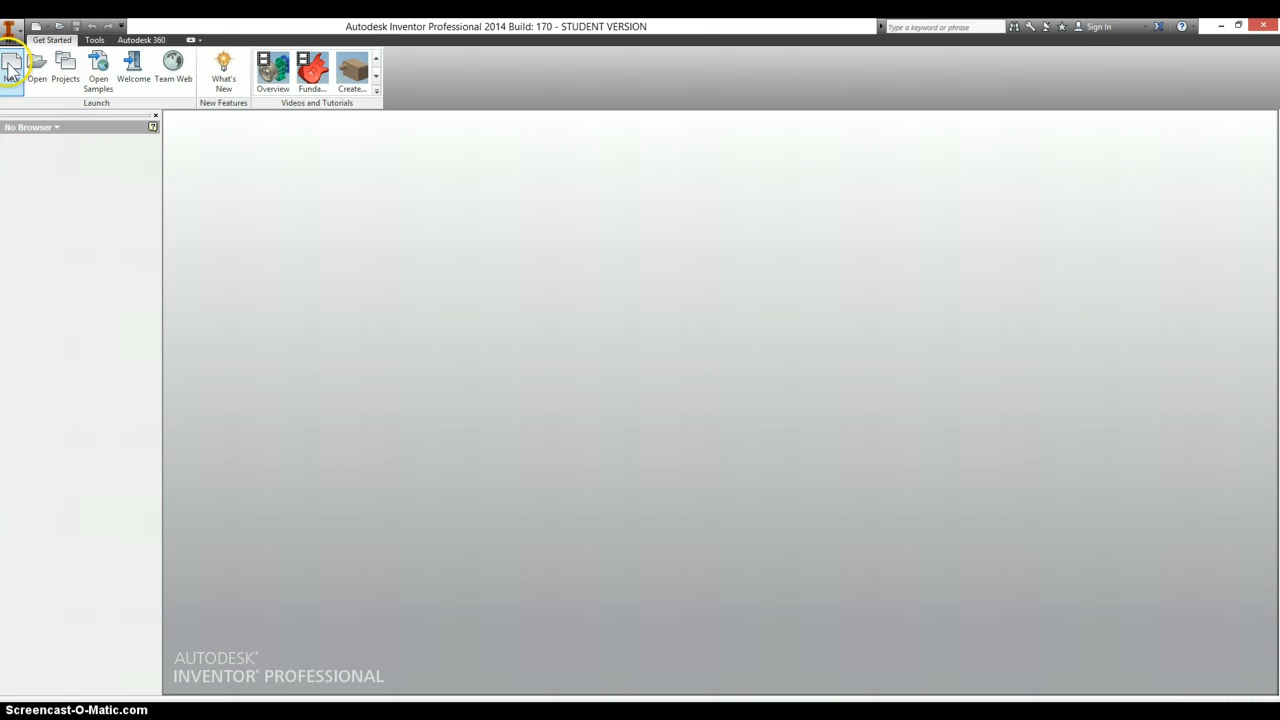 Autodesk Inventor Professional 2014 Build: 170 - STUDENT VERSION
Type a keyword or phrase
Sign In
Get Started
Tools
Autodesk 360
New
Open
Projects
Open
Samples
Welcome
Team Web
What's
New
Overview
Funda...
Create...
Launch
New Features
Videos and Tutorials
No Browser
AUTODESK®
INVENTOR® PROFESSIONAL
Screencast-O-Matic.com